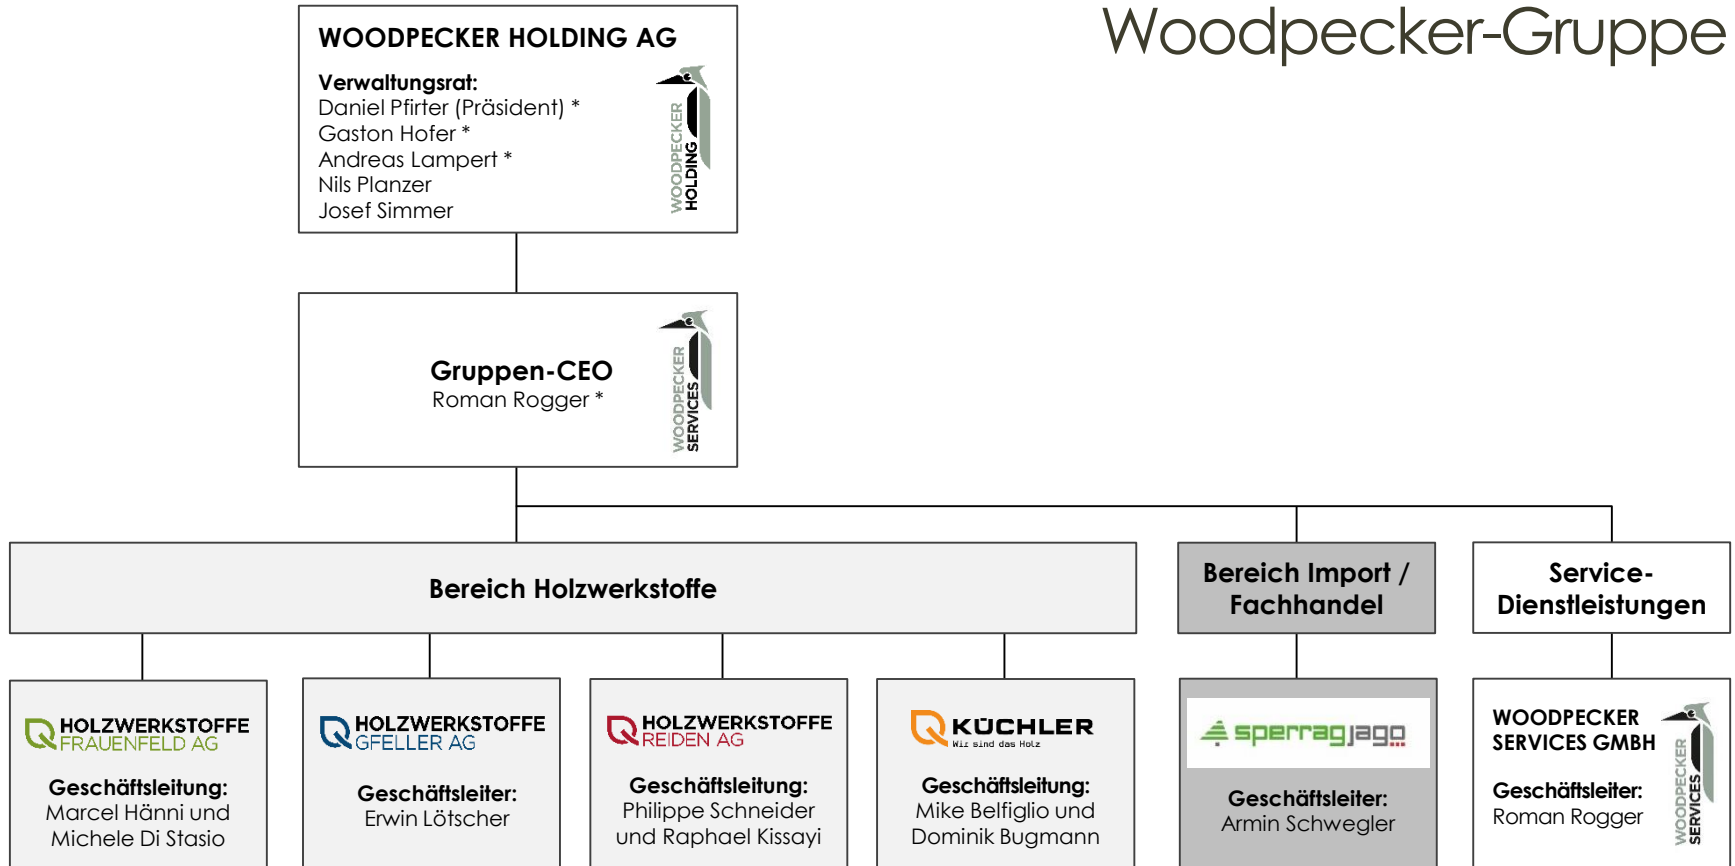 Woodpecker-Gruppe
WOODPECKER HOLDING AG
Verwaltungsrat:
Daniel Pfirter (Präsident) *
Gaston Hofer *
Andreas Lampert *
Nils Planzer
Josef Simmer
WOODPECKER
HOLDING
Gruppen-CEO
Roman Rogger *
WOODPECKER
SERVICES
Bereich Holzwerkstoffe
Bereich Import /
Fachhandel
Service-
Dienstleistungen
HOLZWERKSTOFFE
FRAUENFELD AG
Geschäftsleitung:
Marcel Hänni und
Michele Di Stasio
HOLZWERKSTOFFE
GFELLER AG
Geschäftsleiter:
Erwin Lötscher
HOLZWERKSTOFFE
REIDEN AG
Geschäftsleitung:
Philippe Schneider
und Raphael Kissayi
KÜCHLER
Wir sind das Holz
Geschäftsleitung:
Mike Belfiglio und
Dominik Bugmann
sperragjago
Geschäftsleiter:
Armin Schwegler
WOODPECKER
SERVICES GMBH
Geschäftsleiter:
Roman Rogger
WOODPECKER
SERVICES